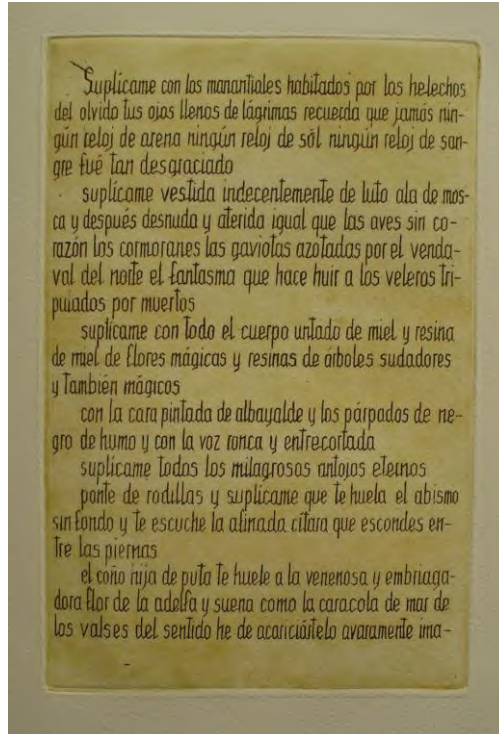 Suplícame con los manantiales habitados por los helechos
del olvido tus ojos llenos de lágrimas recuerda que jamás nin-
gún reloj de arena ningún reloj de sól ningún reloj de san-
gre fué tan desgraciado
suplícame vestida indecentemente de luto ala de mos-
ca y después desnuda y aterida igual que las aves sin co-
razón los cormoranes las gaviotas azotadas por el venda-
val del norte el fantasma que hace huir a los veleros tri-
pulados por muertos
suplícame con todo el cuerpo untado de miel y resina
de miel de flores mágicas y resinas de árboles sudadores
y también mágicos
con la cara pintada de albayalde y los párpados de ne-
gro de humo y con la voz ronca y entrecortada
suplícame todos los milagrosos antojos eternos
ponte de rodillas y suplícame que te huela el abismo
sin fondo y te escuche la afinada cítara que escondes en-
tre las piernas
el coño hija de puta te huele a la venenosa y embriaga-
dora flor de la adelfa y suena como la caracola de mar de
los valses del sentido he de acariciártelo avaramente ima-